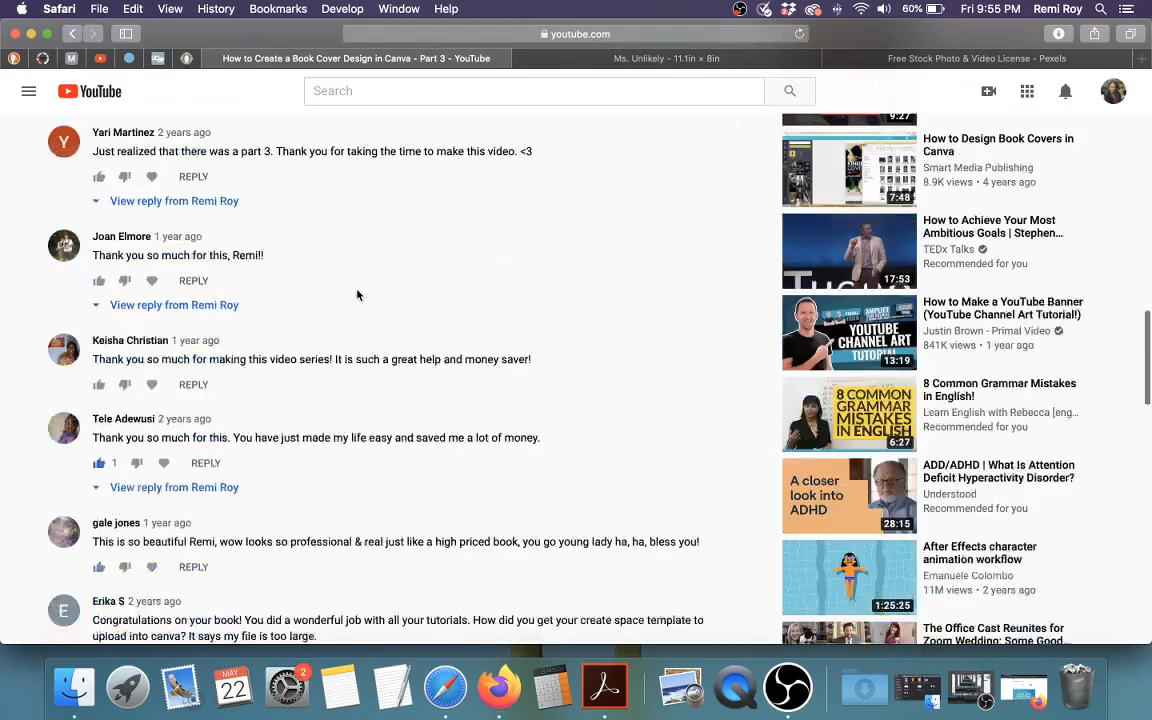 Safari File Edit View History Bookmarks Develop Window Help 60% Fri 9:55 PM Remi Roy
youtube.com
How to Create a Book Cover Design in Canva - Part 3 - YouTube
Ms. Unlikely - 11.1in × 8in
Free Stock Photo & Video License - Pexels
YouTube
Search
Yari Martinez 2 years ago
Just realized that there was a part 3. Thank you for taking the time to make this video. <3
REPLY
View reply from Remi Roy
Joan Elmore 1 year ago
Thank you so much for this, Remi!!
REPLY
View reply from Remi Roy
Keisha Christian 1 year ago
Thank you so much for making this video series! It is such a great help and money saver!
REPLY
Tele Adewusi 2 years ago
Thank you so much for this. You have just made my life easy and saved me a lot of money.
1 REPLY
View reply from Remi Roy
gale jones 1 year ago
This is so beautiful Remi, wow looks so professional & real just like a high priced book, you go young lady ha, ha, bless you!
REPLY
Erika S 2 years ago
Congratulations on your book! You did a wonderful job with all your tutorials. How did you get your create space template to
upload into canva? It says my file is too large.
9:27
How to Design Book Covers in
Canva
Smart Media Publishing
8.9K views • 4 years ago
7:48
How to Achieve Your Most
Ambitious Goals | Stephen...
TEDx Talks
Recommended for you
17:53
How to Make a YouTube Banner
(YouTube Channel Art Tutorial!)
Justin Brown - Primal Video
841K views • 1 year ago
YOUTUBE
CHANNEL ART
TUTORIAL
13:19
8 Common Grammar Mistakes
in English!
Learn English with Rebecca [eng...
Recommended for you
8 COMMON
GRAMMAR
MISTAKES
IN ENGLISH
6:27
ADD/ADHD | What Is Attention
Deficit Hyperactivity Disorder?
Understood
Recommended for you
A closer
look into
ADHD
28:15
After Effects character
animation workflow
Emanuele Colombo
11M views • 2 years ago
1:25:25
The Office Cast Reunites for
Zoom Wedding: Some Good...
Y
E
MAY
22
2